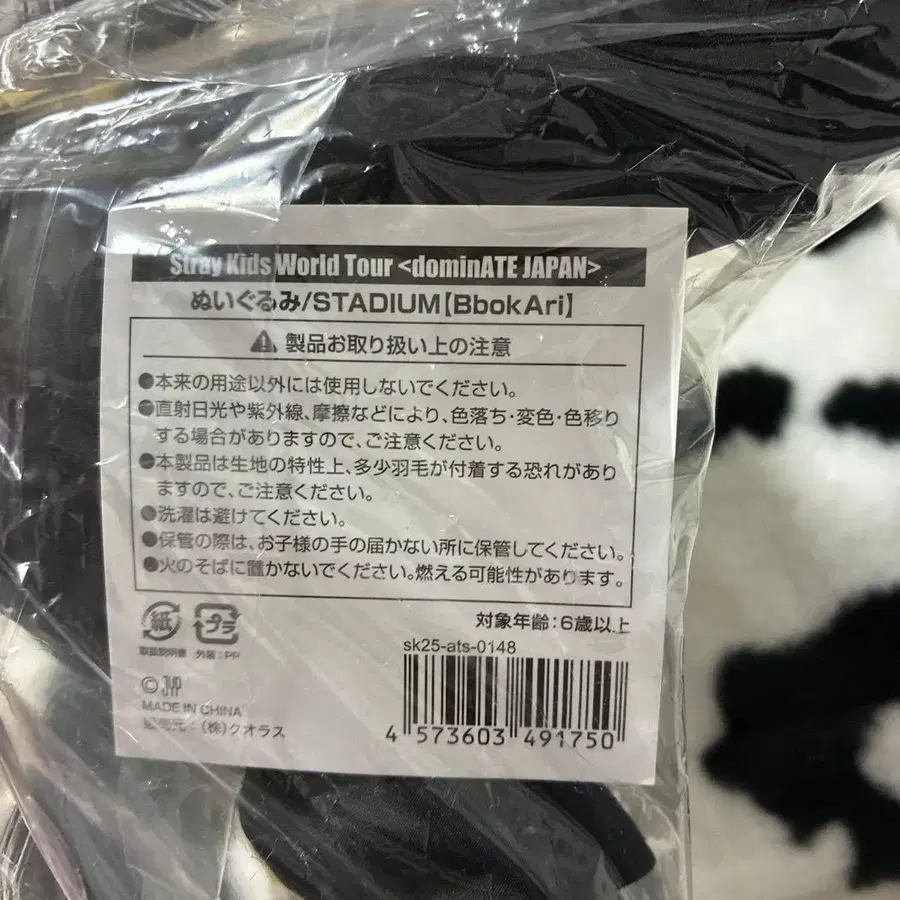 Stray Kids World Tour <dominATE JAPAN>
ぬいぐるみ/STADIUM【BbokAri】
製品お取り扱い上の注意
●本来の用途以外には使用しないでください。
●直射日光や紫外線、摩擦などにより、色落ち・変色・色移り
する場合がありますので、ご注意ください。
●本製品は生地の特性上、多少羽毛が付着する恐れがあり
ますので、ご注意ください。
●洗濯は避けてください。
●保管の際は、お子様の手の届かない所に保管してください。
●火のそばに置かないでください。燃える可能性があります。
対象年齢:6歳以上
紙 プラ
取扱説明書 外装:PP
sk25-ats-0148
© JYP
MADE IN CHINA
販売元:(株)クオラス
4 573603 491750